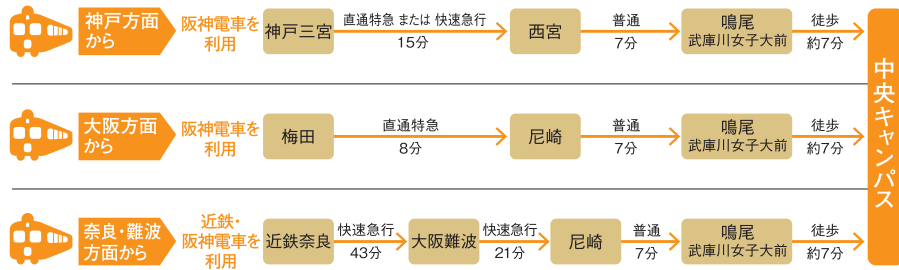 神戸方面
から
阪神電車を
利用
神戸三宮
直通特急 または 快速急行
15分
西宮
普通
7分
鳴尾
武庫川女子大前
徒歩
約7分
大阪方面
から
阪神電車を
利用
梅田
直通特急
8分
尼崎
普通
7分
鳴尾
武庫川女子大前
徒歩
約7分
奈良・難波
方面から
近鉄・
阪神電車を
利用
近鉄奈良
快速急行
43分
大阪難波
快速急行
21分
尼崎
普通
7分
鳴尾
武庫川女子大前
徒歩
約7分
中央キャンパス